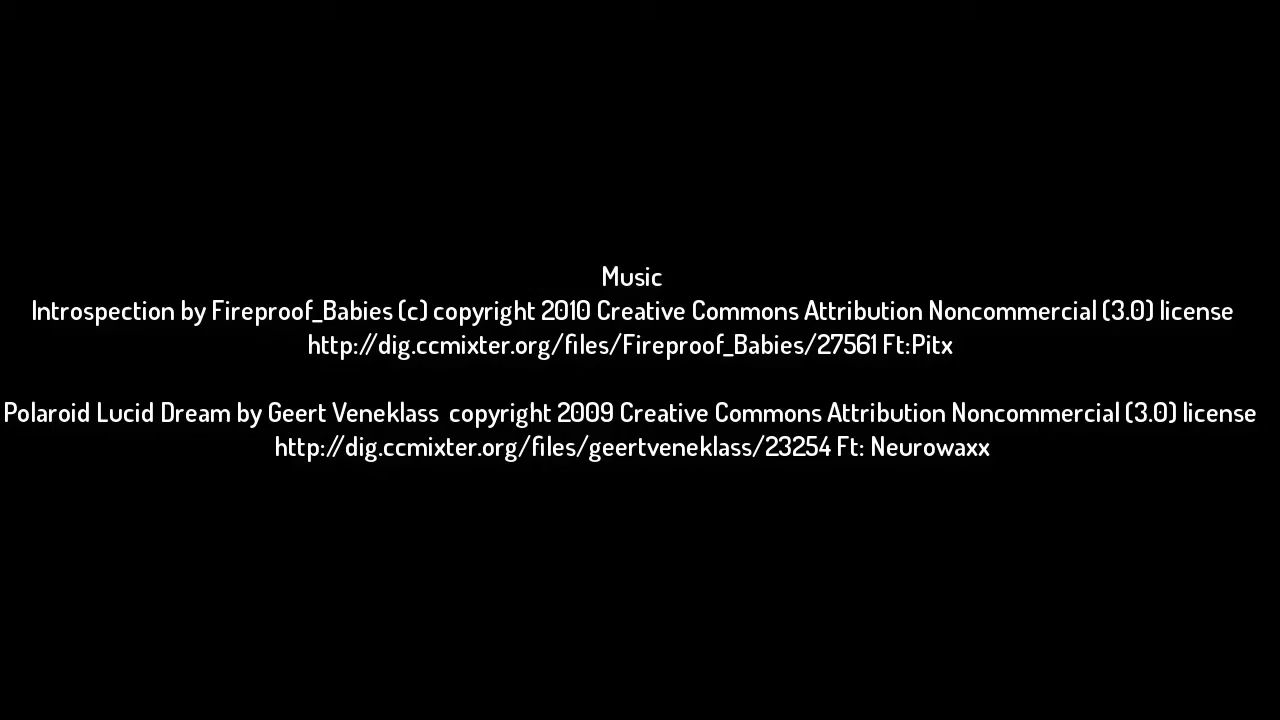 Music
Introspection by Fireproof_Babies (c) copyright 2010 Creative Commons Attribution Noncommercial (3.0) license
http://dig.ccmixter.org/files/Fireproof_Babies/27561 Ft:Pitx
Polaroid Lucid Dream by Geert Veneklass  copyright 2009 Creative Commons Attribution Noncommercial (3.0) license
http://dig.ccmixter.org/files/geertveneklass/23254 Ft: Neurowaxx